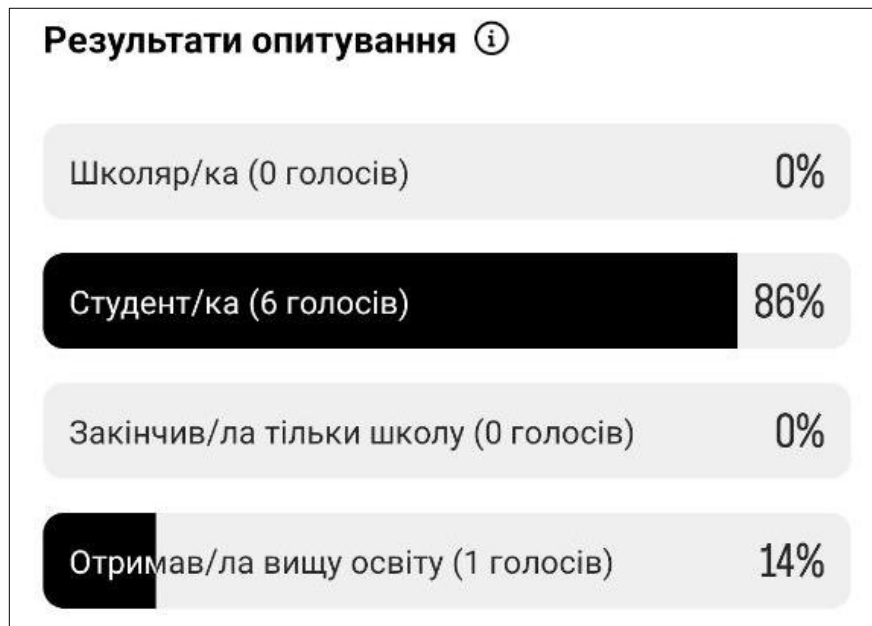 Результати опитування
Школяр/ка (0 голосів) 0%
Студент/ка (6 голосів) 86%
Закінчив/ла тільки школу (0 голосів) 0%
Отримав/ла вищу освіту (1 голосів) 14%